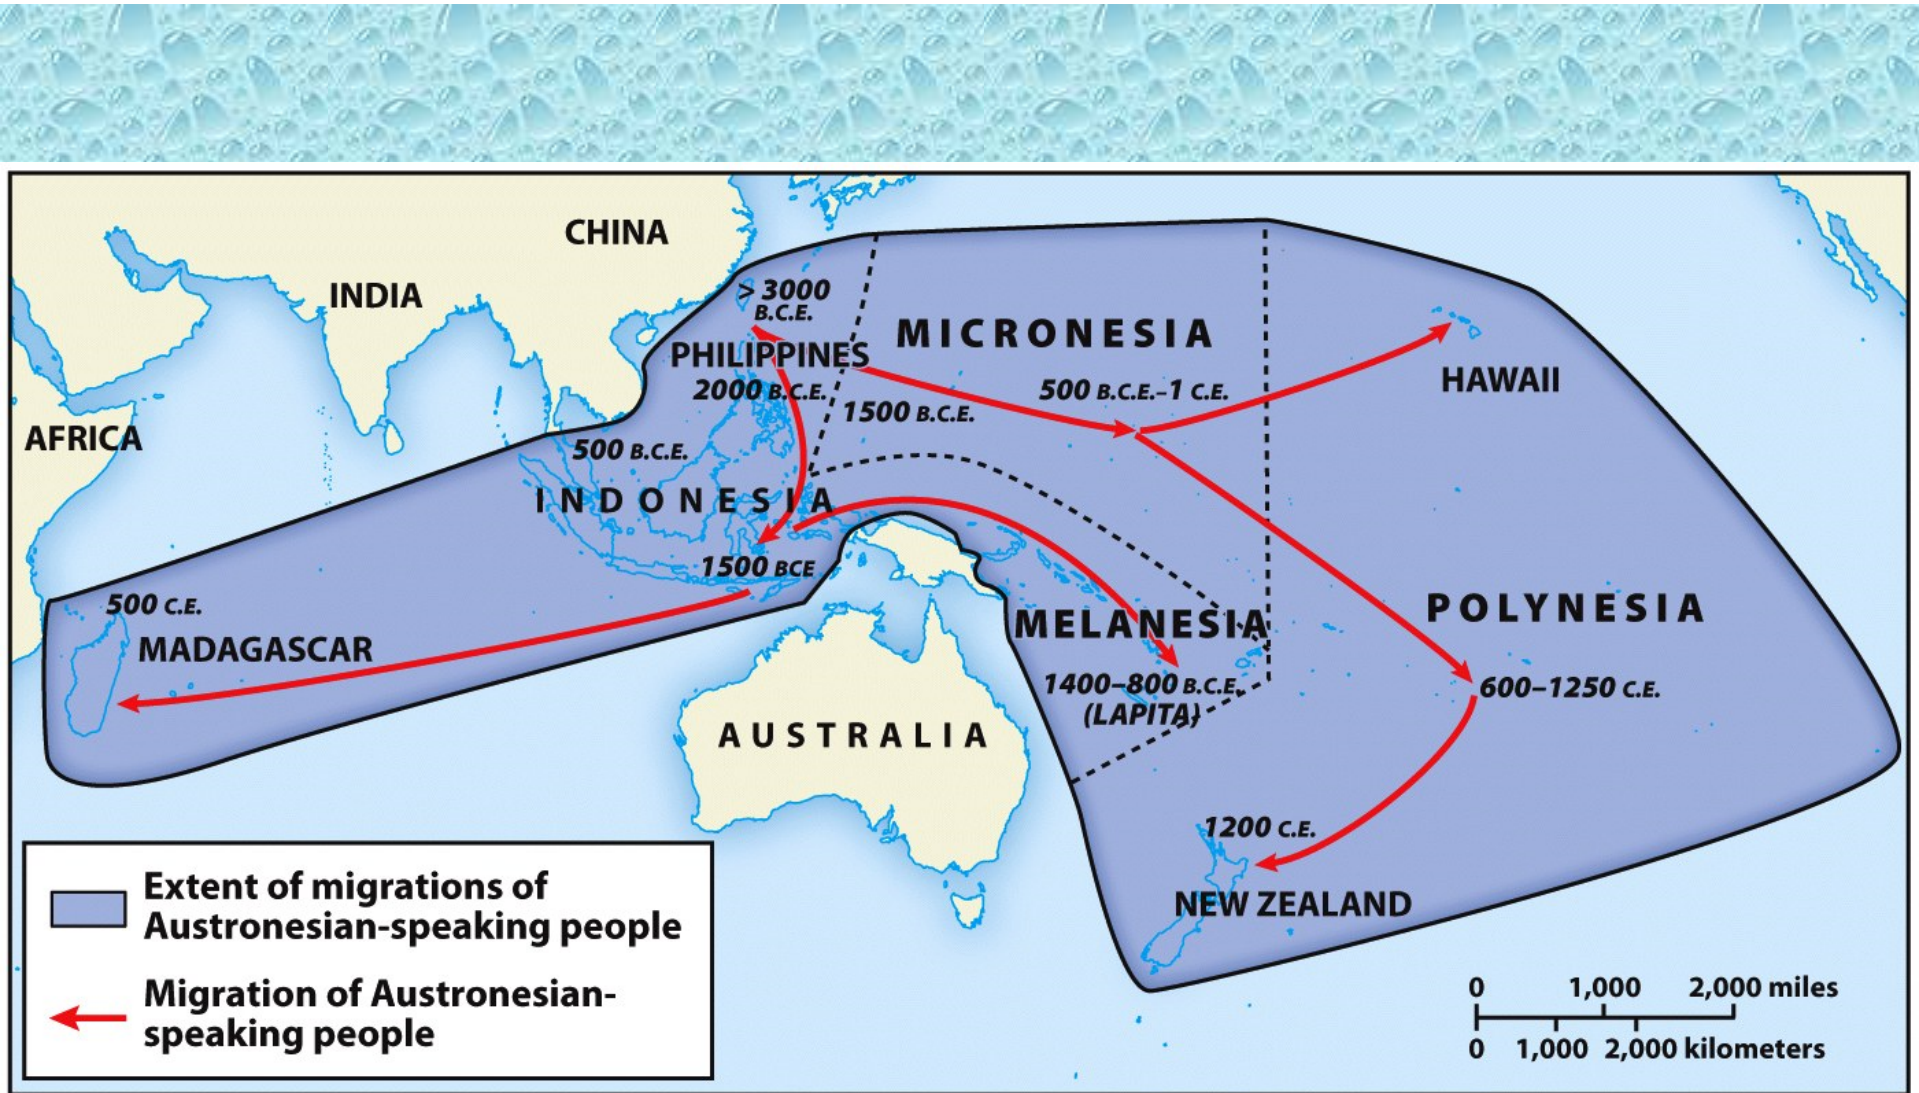 CHINA
INDIA
AFRICA
> 3000
B.C.E.
PHILIPPINES
2000 B.C.E.
MICRONESIA
1500 B.C.E.
500 B.C.E.–1 C.E.
HAWAII
500 B.C.E.
INDONESIA
1500 BCE
500 C.E.
MADAGASCAR
MELANESIA
1400–800 B.C.E.
(LAPITA)
POLYNESIA
600–1250 C.E.
AUSTRALIA
1200 C.E.
NEW ZEALAND
Extent of migrations of
Austronesian-speaking people
Migration of Austronesian-
speaking people
0 1,000 2,000 miles
0 1,000 2,000 kilometers